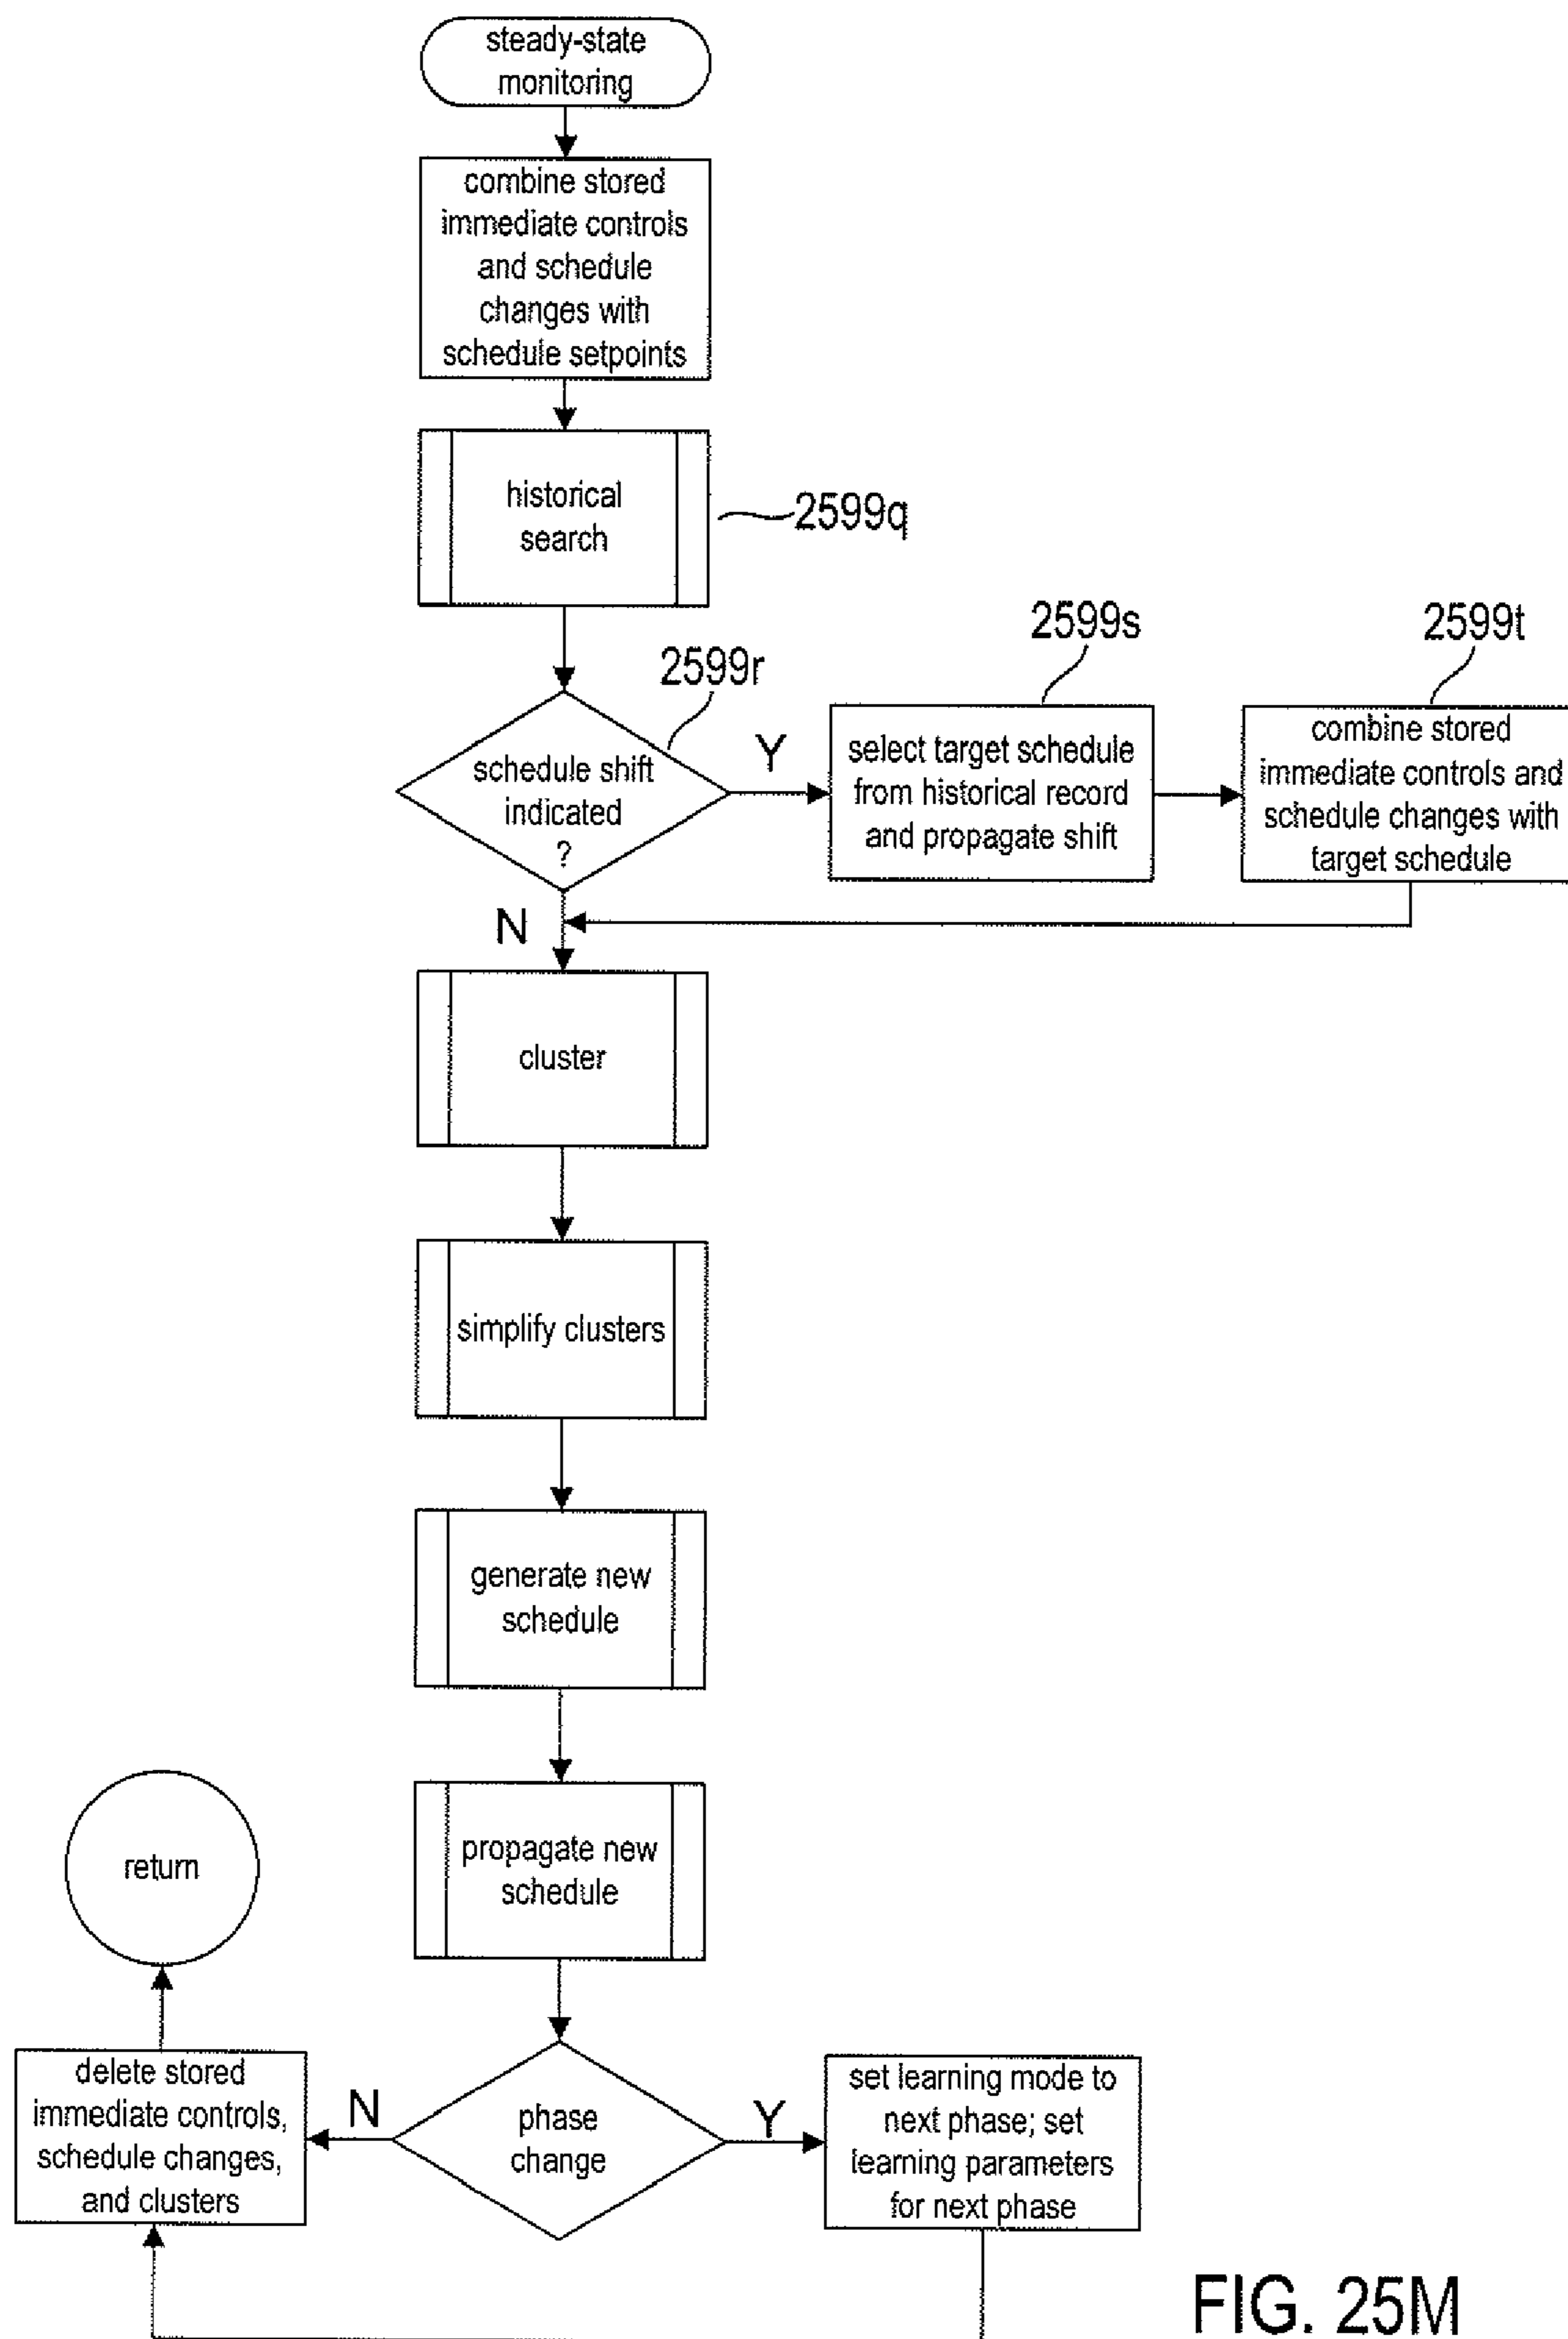 steady-state
monitoring
combine stored
immediate controls
and schedule
changes with
schedule setpoints
historical
search
2599q
2599r
schedule shift
indicated
?
Y
N
2599s
select target schedule
from historical record
and propagate shift
2599t
combine stored
immediate controls and
schedule changes with
target schedule
cluster
simplify clusters
generate new
schedule
propagate new
schedule
phase
change
N
Y
delete stored
immediate controls,
schedule changes,
and clusters
return
set learning mode to
next phase; set
learning parameters
for next phase
FIG. 25M